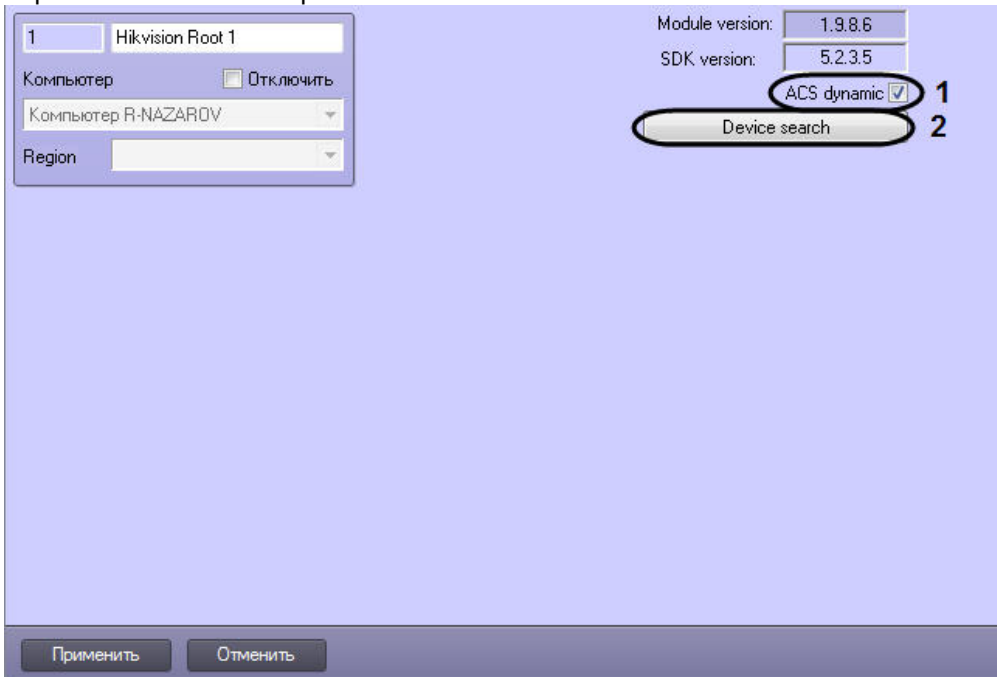 1 Hikvision Root 1
Компьютер Отключить
Компьютер R-NAZAROV
Region
Module version: 1.9.8.6
SDK version: 5.2.3.5
ACS dynamic 1
Device search 2
Применить Отменить